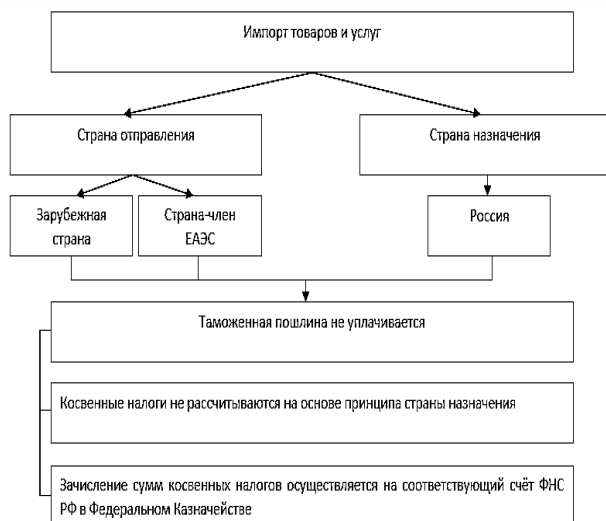 Импорт товаров и услуг
Страна отправления
Страна назначения
Зарубежная
страна
Страна-член
ЕАЭС
Россия
Таможенная пошлина не уплачивается
Косвенные налоги не рассчитываются на основе принципа страны назначения
Зачисление сумм косвенных налогов осуществляется на соответствующий счёт ФНС
РФ в Федеральном Казначействе